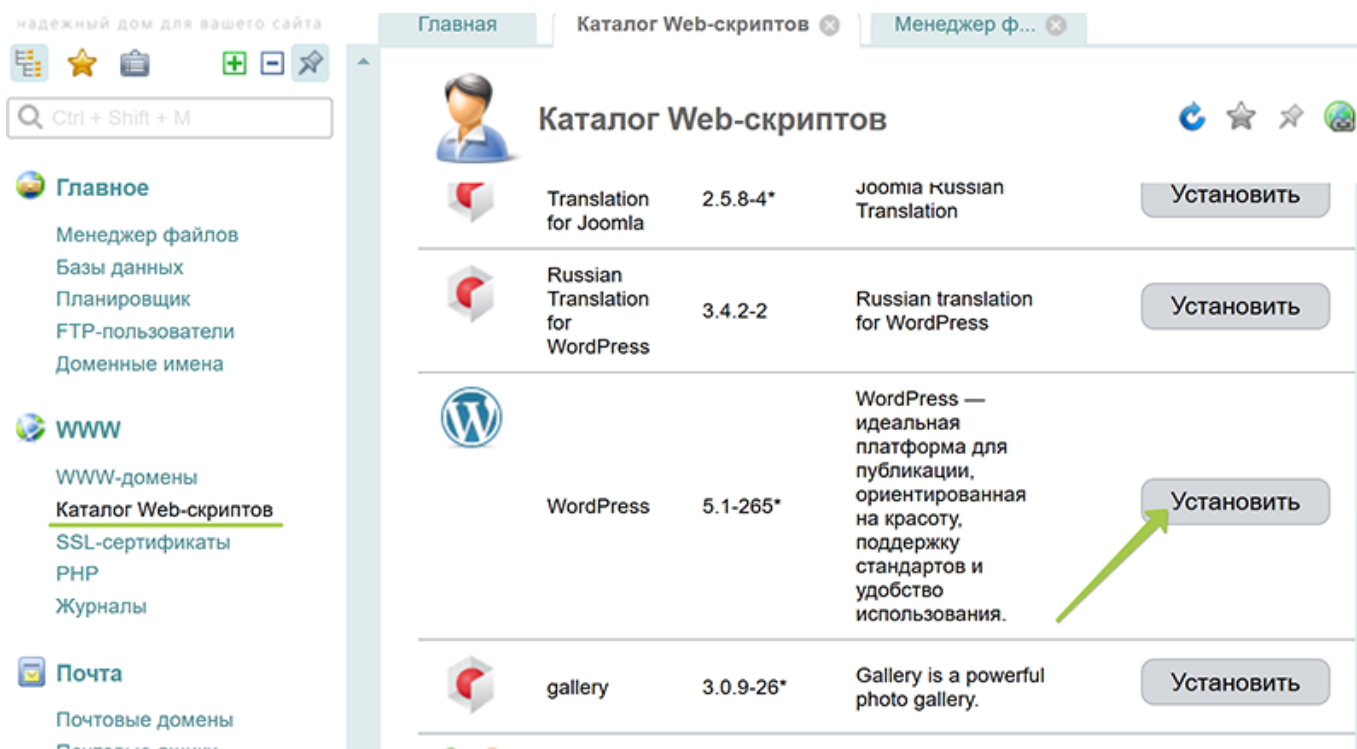 надежный дом для вашего сайта
Ctrl + Shift + M
Главное
Менеджер файлов
Базы данных
Планировщик
FTP-пользователи
Доменные имена
WWW
WWW-домены
Каталог Web-скриптов
SSL-сертификаты
PHP
Журналы
Почта
Почтовые домены
Главная
Каталог Web-скриптов
Менеджер ф...
Каталог Web-скриптов
Translation
for Joomla
2.5.8-4*
Joomla Russian
Translation
Установить
Russian
Translation
for
WordPress
3.4.2-2
Russian translation
for WordPress
Установить
WordPress
5.1-265*
WordPress —
идеальная
платформа для
публикации,
ориентированная
на красоту,
поддержку
стандартов и
удобство
использования.
Установить
gallery
3.0.9-26*
Gallery is a powerful
photo gallery.
Установить